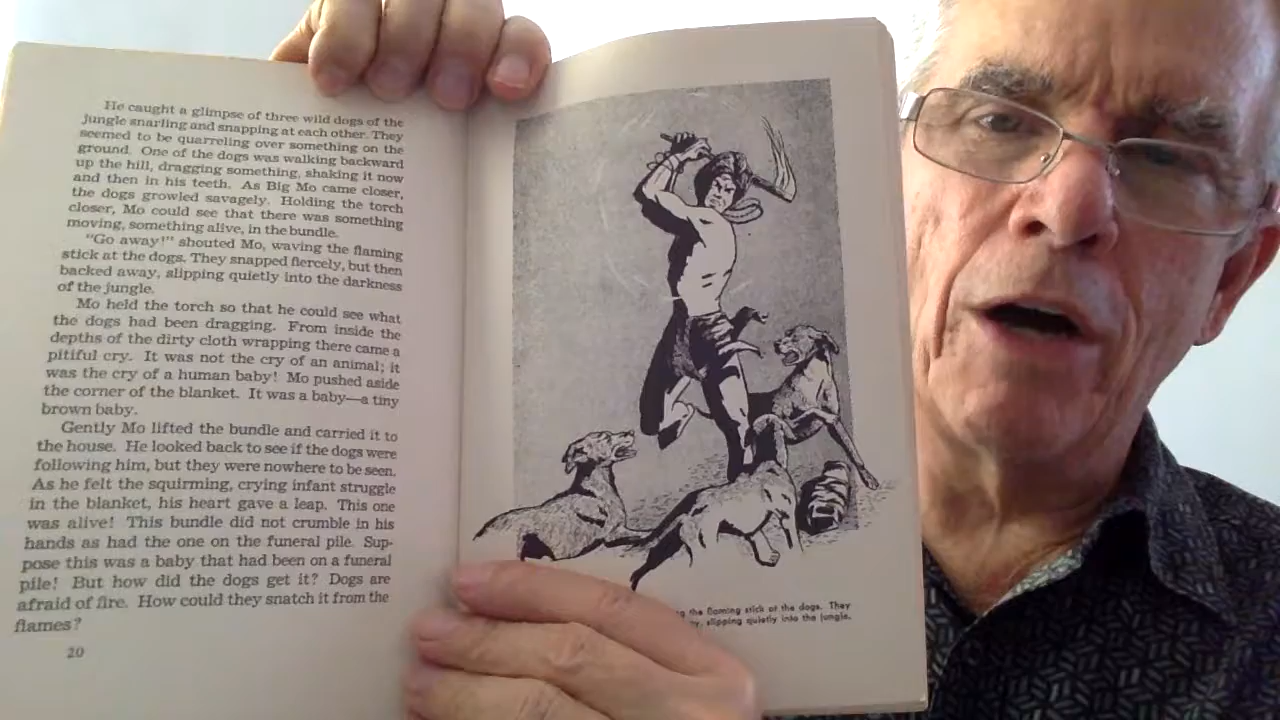 He caught a glimpse of three wild dogs of the
jungle snarling and snapping at each other. They
seemed to be quarreling over something on the
ground. One of the dogs was walking backward
up the hill, dragging something, shaking it now
and then in his teeth. As Big Mo came closer,
the dogs growled savagely. Holding the torch
closer, Mo could see that there was something
moving, something alive, in the bundle.
"Go away!" shouted Mo, waving the flaming
stick at the dogs. They snapped fiercely, but then
backed away, slipping quietly into the darkness
of the jungle.
Mo held the torch so that he could see what
the dogs had been dragging. From inside the
depths of the dirty cloth wrapping there came a
pitiful cry. It was not the cry of an animal; it
was the cry of a human baby! Mo pushed aside
the corner of the blanket. It was a baby—a tiny
brown baby.
Gently Mo lifted the bundle and carried it to
the house. He looked back to see if the dogs were
following him, but they were nowhere to be seen.
As he felt the squirming, crying infant struggle
in the blanket, his heart gave a leap. This one
was alive! This bundle did not crumble in his
hands as had the one on the funeral pile. Sup-
pose this was a baby that had been on a funeral
pile! But how did the dogs get it? Dogs are
afraid of fire. How could they snatch it from the
flames?
20
the flaming stick at the dogs. They
slipping quietly into the jungle.